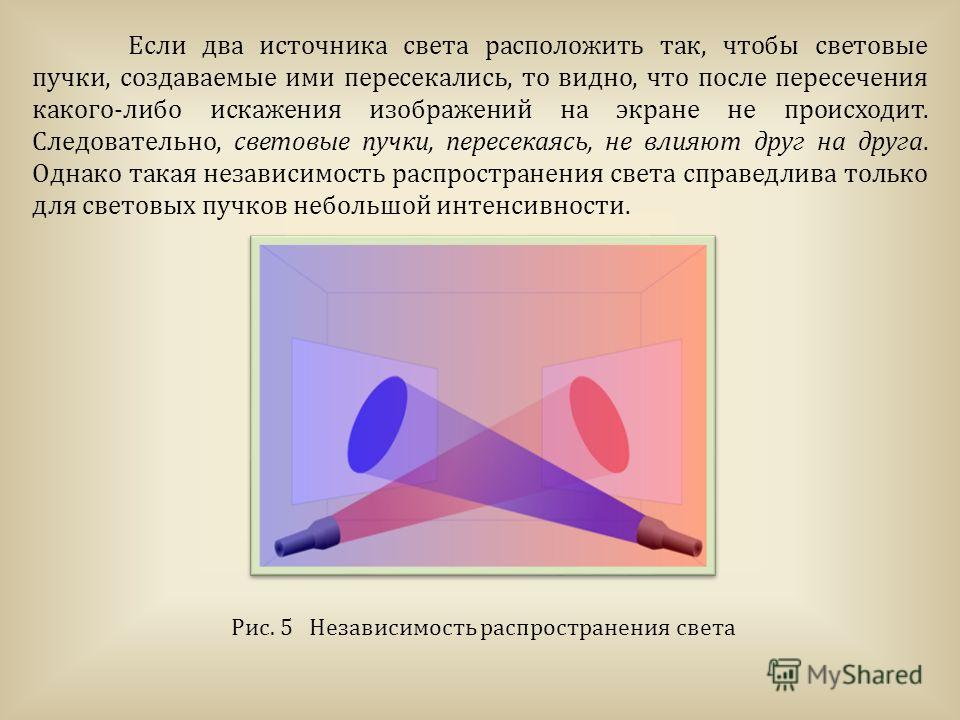 Если два источника света расположить так, чтобы световые
пучки, создаваемые ими пересекались, то видно, что после пересечения
какого-либо искажения изображений на экране не происходит.
Следовательно, световые пучки, пересекаясь, не влияют друг на друга.
Однако такая независимость распространения света справедлива только
для световых пучков небольшой интенсивности.
Рис. 5 Независимость распространения света
MyShared